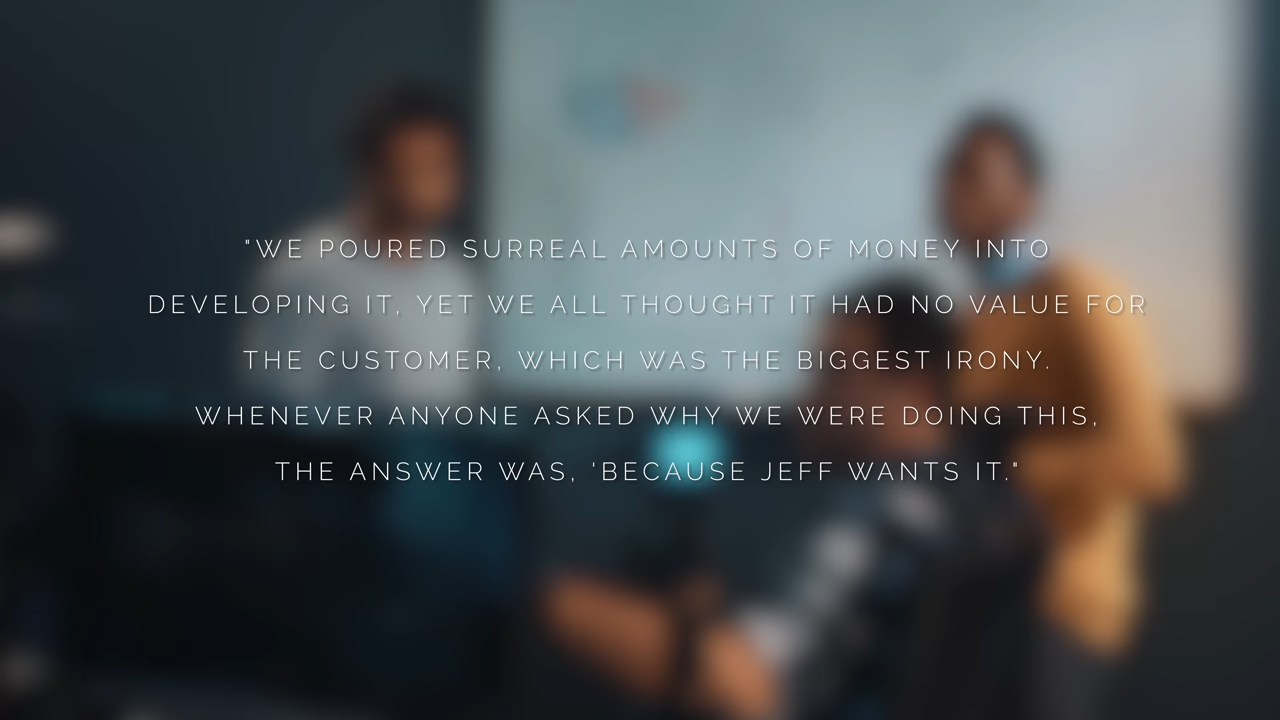 "WE POURED SURREAL AMOUNTS OF MONEY INTO
DEVELOPING IT, YET WE ALL THOUGHT IT HAD NO VALUE FOR
THE CUSTOMER, WHICH WAS THE BIGGEST IRONY.
WHENEVER ANYONE ASKED WHY WE WERE DOING THIS,
THE ANSWER WAS, 'BECAUSE JEFF WANTS IT."